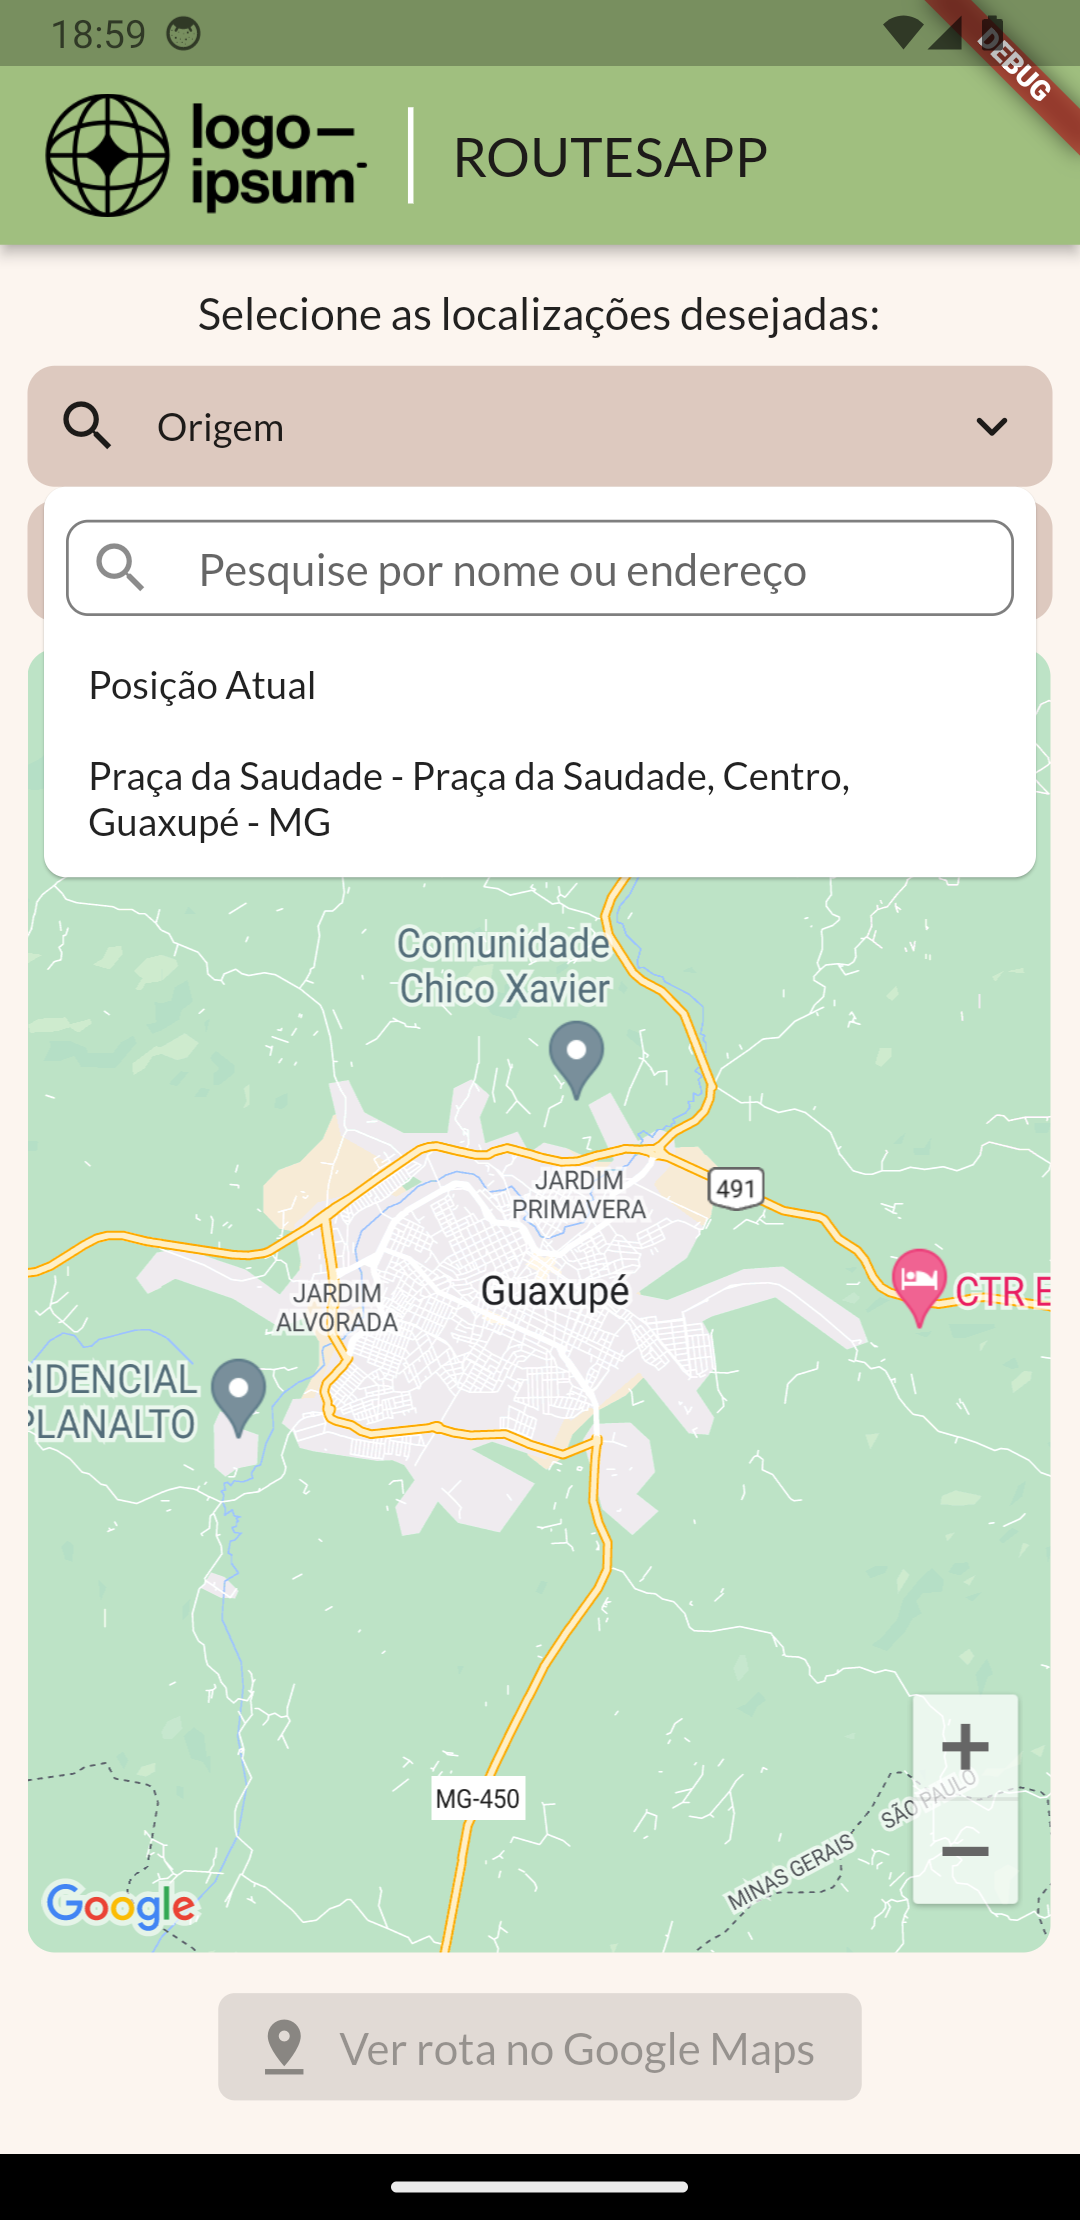 18:59
DEBUG
logo—
ipsum-
ROUTESAPP
Selecione as localizações desejadas:
Origem
Pesquise por nome ou endereço
Posição Atual
Praça da Saudade - Praça da Saudade, Centro,
Guaxupé - MG
Comunidade
Chico Xavier
JARDIM
PRIMAVERA
491
Guaxupé
CTR E
JARDIM
ALVORADA
SIDENCIAL
PLANALTO
MG-450
SÃO PAULO
MINAS GERAIS
Google
Ver rota no Google Maps